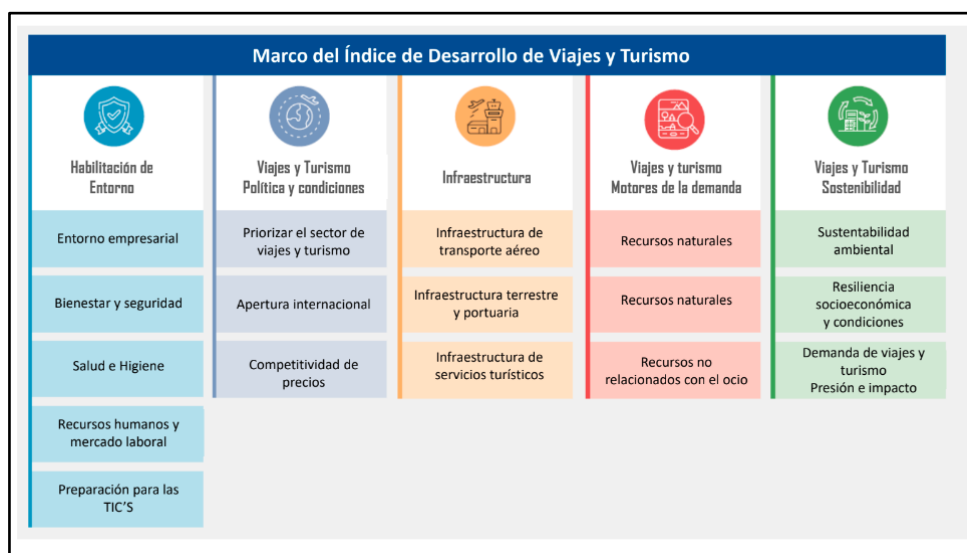 Marco del Índice de Desarrollo de Viajes y Turismo
Habilitación de
Entorno
Entorno empresarial
Bienestar y seguridad
Salud e Higiene
Recursos humanos y
mercado laboral
Preparación para las
TIC'S
Viajes y Turismo
Política y condiciones
Priorizar el sector de
viajes y turismo
Apertura internacional
Competitividad de
precios
Infraestructura
Infraestructura de
transporte aéreo
Infraestructura terrestre
y portuaria
Infraestructura de
servicios turísticos
Viajes y turismo
Motores de la demanda
Recursos naturales
Recursos naturales
Recursos no
relacionados con el ocio
Viajes y Turismo
Sostenibilidad
Sustentabilidad
ambiental
Resiliencia
socioeconómica
y condiciones
Demanda de viajes y
turismo
Presión e impacto